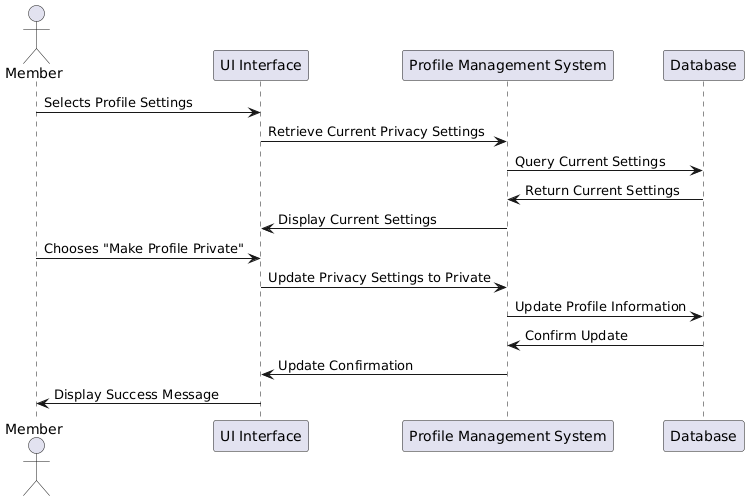 Member
UI Interface
Profile Management System
Database
Selects Profile Settings
Retrieve Current Privacy Settings
Query Current Settings
Return Current Settings
Display Current Settings
Chooses "Make Profile Private"
Update Privacy Settings to Private
Update Profile Information
Confirm Update
Update Confirmation
Display Success Message
Member
UI Interface
Profile Management System
Database